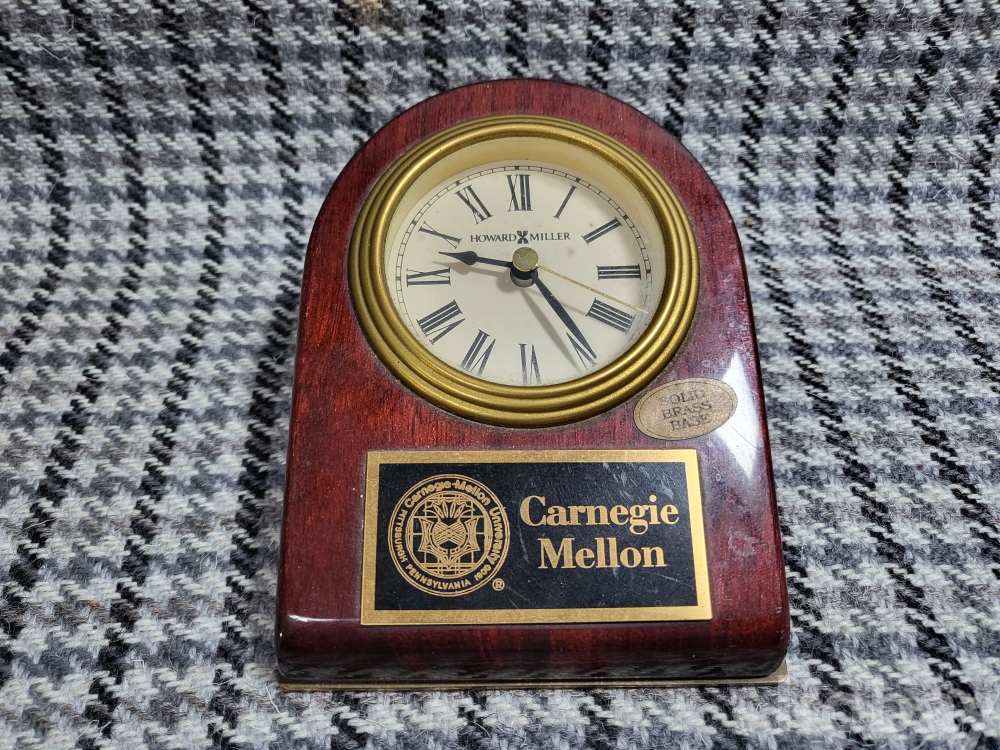 XII
I
II
III
IIII
V
VI
VII
VIII
IX
X
XI
HOWARD MILLER
SOLID
BRASS
BASE
Carnegie-Mellon University
PITTSBURGH PENNSYLVANIA 1900
®
Carnegie
Mellon